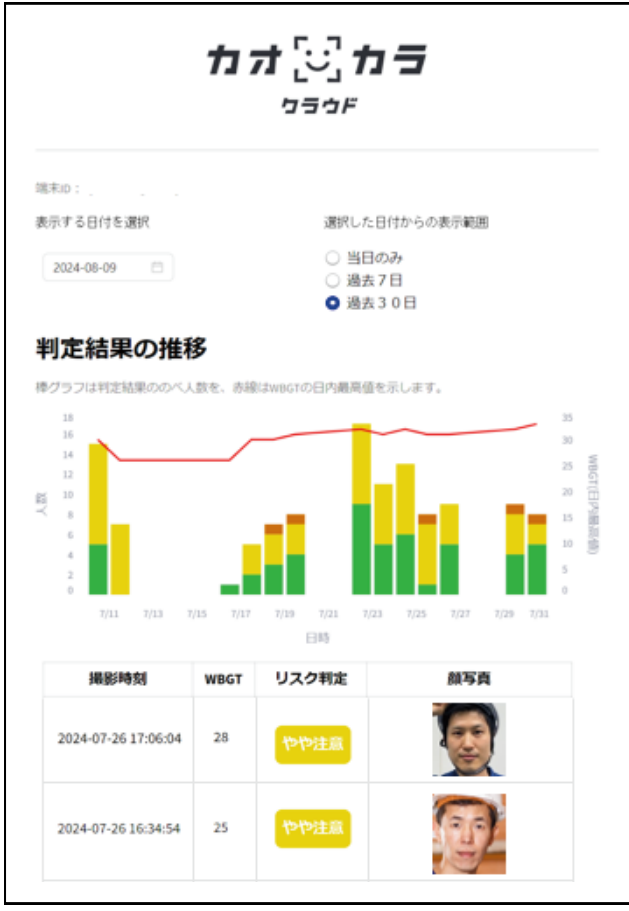 カオカラ
クラウド
端末ID：
表示する日付を選択
選択した日付からの表示範囲
2024-08-09
当日のみ
過去７日
過去３０日
判定結果の推移
棒グラフは判定結果ののべ人数を、赤線はWBGTの日内最高値を示します。
18
16
14
12
10
8
6
4
2
0
人数
35
30
25
20
15
10
5
0
WBGT(日内最高値)
7/11 7/13 7/15 7/17 7/19 7/21 7/23 7/25 7/27 7/29 7/31
日時
撮影時刻 WBGT リスク判定 顔写真
2024-07-26 17:06:04 28 やや注意
2024-07-26 16:34:54 25 やや注意